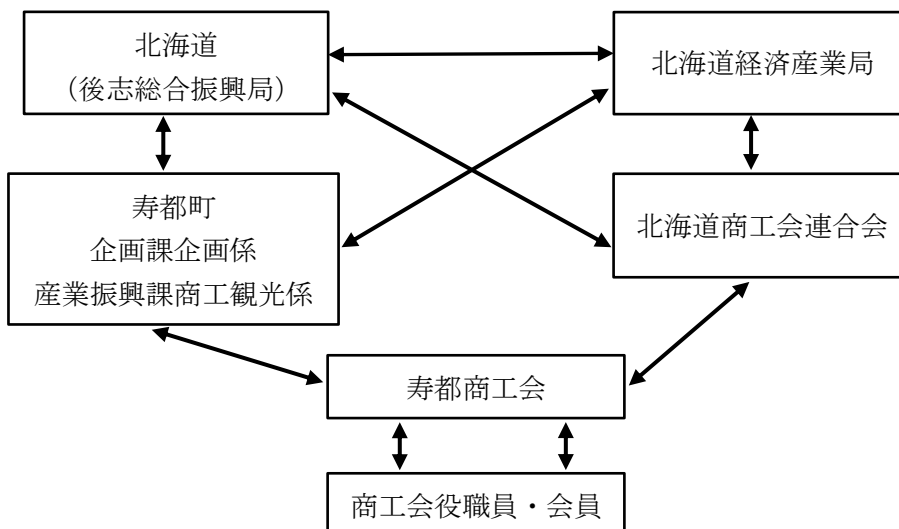 北海道
（後志総合振興局）
北海道経済産業局
寿都町
企画課企画係
産業振興課商工観光係
北海道商工会連合会
寿都商工会
商工会役職員・会員